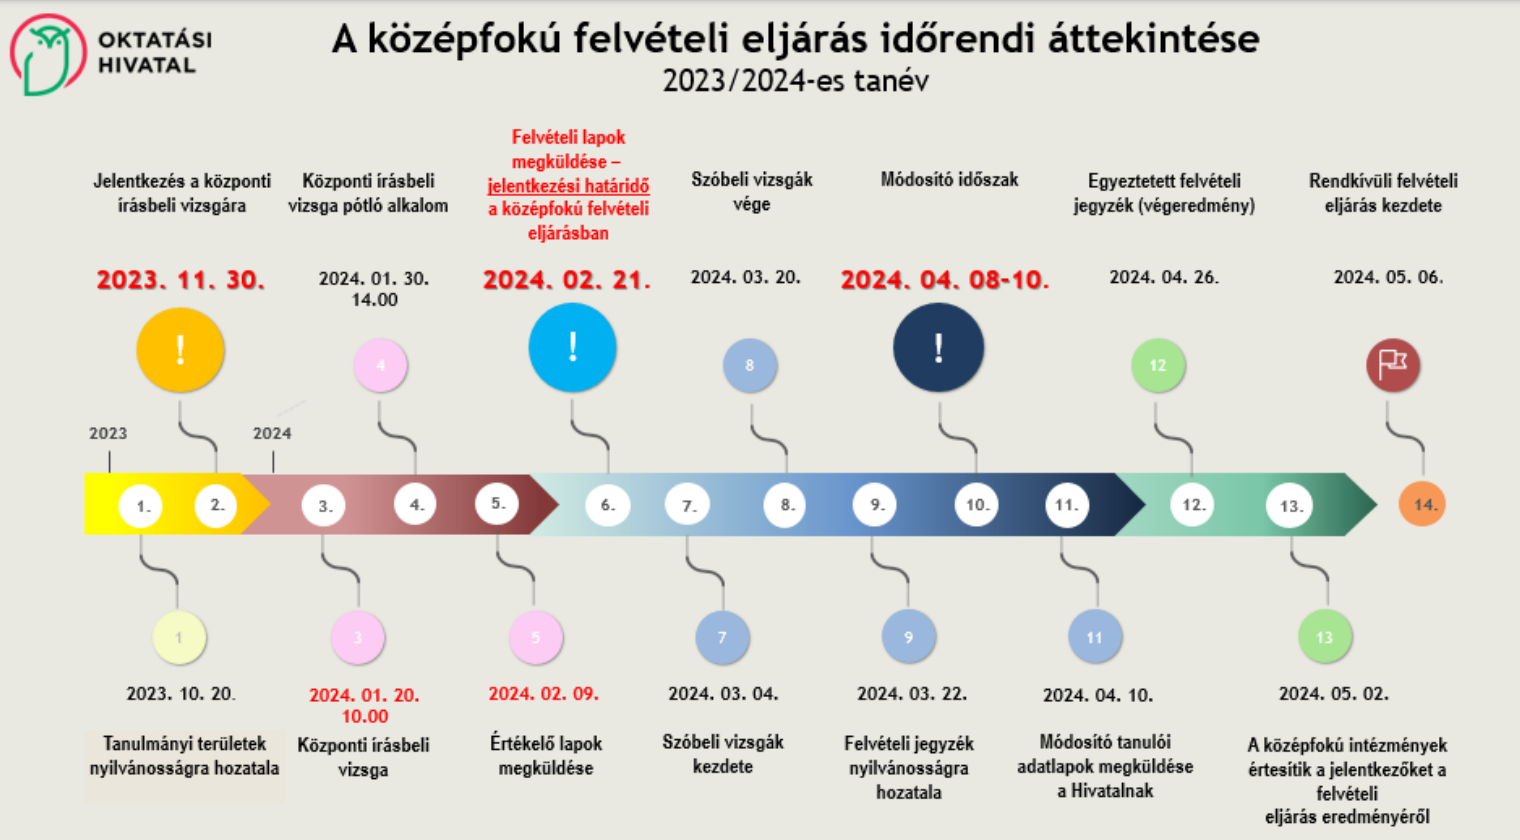 OKTATÁSI
HIVATAL
A középfokú felvételi eljárás időrendi áttekintése
2023/2024-es tanév
Jelentkezés a központi
írásbeli vizsgára
2023. 11. 30.
!
Központi írásbeli
vizsga pótló alkalom
2024. 01. 30.
14.00
4
Felvételi lapok
megküldése –
jelentkezési határidő
a középfokú felvételi
eljárásban
2024. 02. 21.
!
Szóbeli vizsgák
vége
2024. 03. 20.
8
Módosító időszak
2024. 04. 08-10.
!
Egyeztetett felvételi
jegyzék (végeredmény)
2024. 04. 26.
12
Rendkívüli felvételi
eljárás kezdete
2024. 05. 06.
2023
2024
1.
2.
3.
4.
5.
6.
7.
8.
9.
10.
11.
12.
13.
14.
1
2023. 10. 20.
Tanulmányi területek
nyilvánosságra hozatala
3
2024. 01. 20.
10.00
Központi írásbeli
vizsga
5
2024. 02. 09.
Értékelő lapok
megküldése
7
2024. 03. 04.
Szóbeli vizsgák
kezdete
9
2024. 03. 22.
Felvételi jegyzék
nyilvánosságra
hozatala
11
2024. 04. 10.
Módosító tanulói
adatlapok megküldése
a Hivatalnak
13
2024. 05. 02.
A középfokú intézmények
értesítik a jelentkezőket a
felvételi
eljárás eredményéről